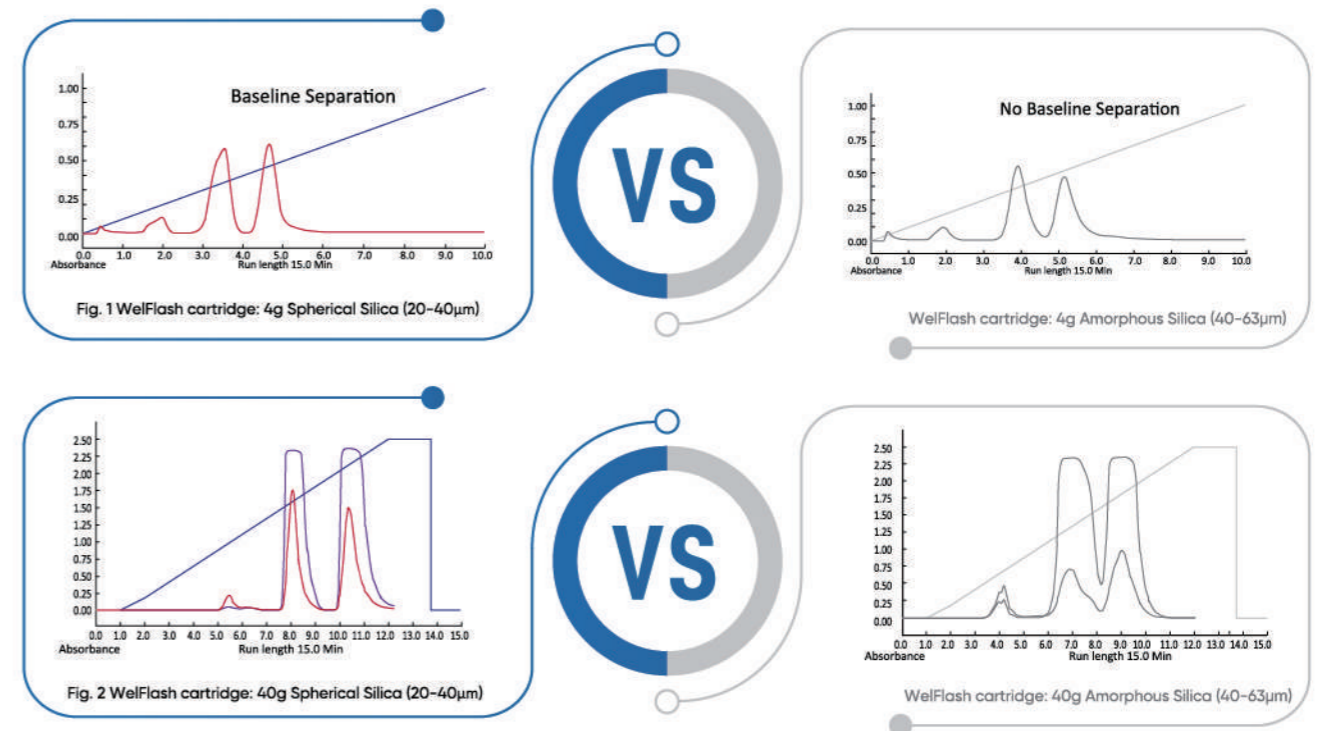 Baseline Separation
1.00
0.75
0.50
0.25
0.00
0.0 1.0 2.0 3.0 4.0 5.0 6.0 7.0 8.0 9.0 10.0
Absorbance Run length 15.0 Min
Fig. 1 WelFlash cartridge: 4g Spherical Silica (20-40µm)
VS
No Baseline Separation
1.00
0.75
0.50
0.25
0.00
0.0 1.0 2.0 3.0 4.0 5.0 6.0 7.0 8.0 9.0 10.0
Absorbance Run length 15.0 Min
WelFlash cartridge: 4g Amorphous Silica (40-63µm)
2.50
2.25
2.00
1.75
1.50
1.25
1.00
0.75
0.50
0.25
0.00
0.0 1.0 2.0 3.0 4.0 5.0 6.0 7.0 8.0 9.0 10.0 11.0 12.0 13.0 14.0 15.0
Absorbance Run length 15.0 Min
Fig. 2 WelFlash cartridge: 40g Spherical Silica (20-40µm)
VS
2.50
2.25
2.00
1.75
1.50
1.25
1.00
0.75
0.50
0.25
0.00
0.0 1.0 2.0 3.0 4.0 5.0 6.0 7.0 8.0 9.0 10.0 11.0 12.0 13.0 14.0 15.0
Absorbance Run length 15.0 Min
WelFlash cartridge: 40g Amorphous Silica (40-63µm)